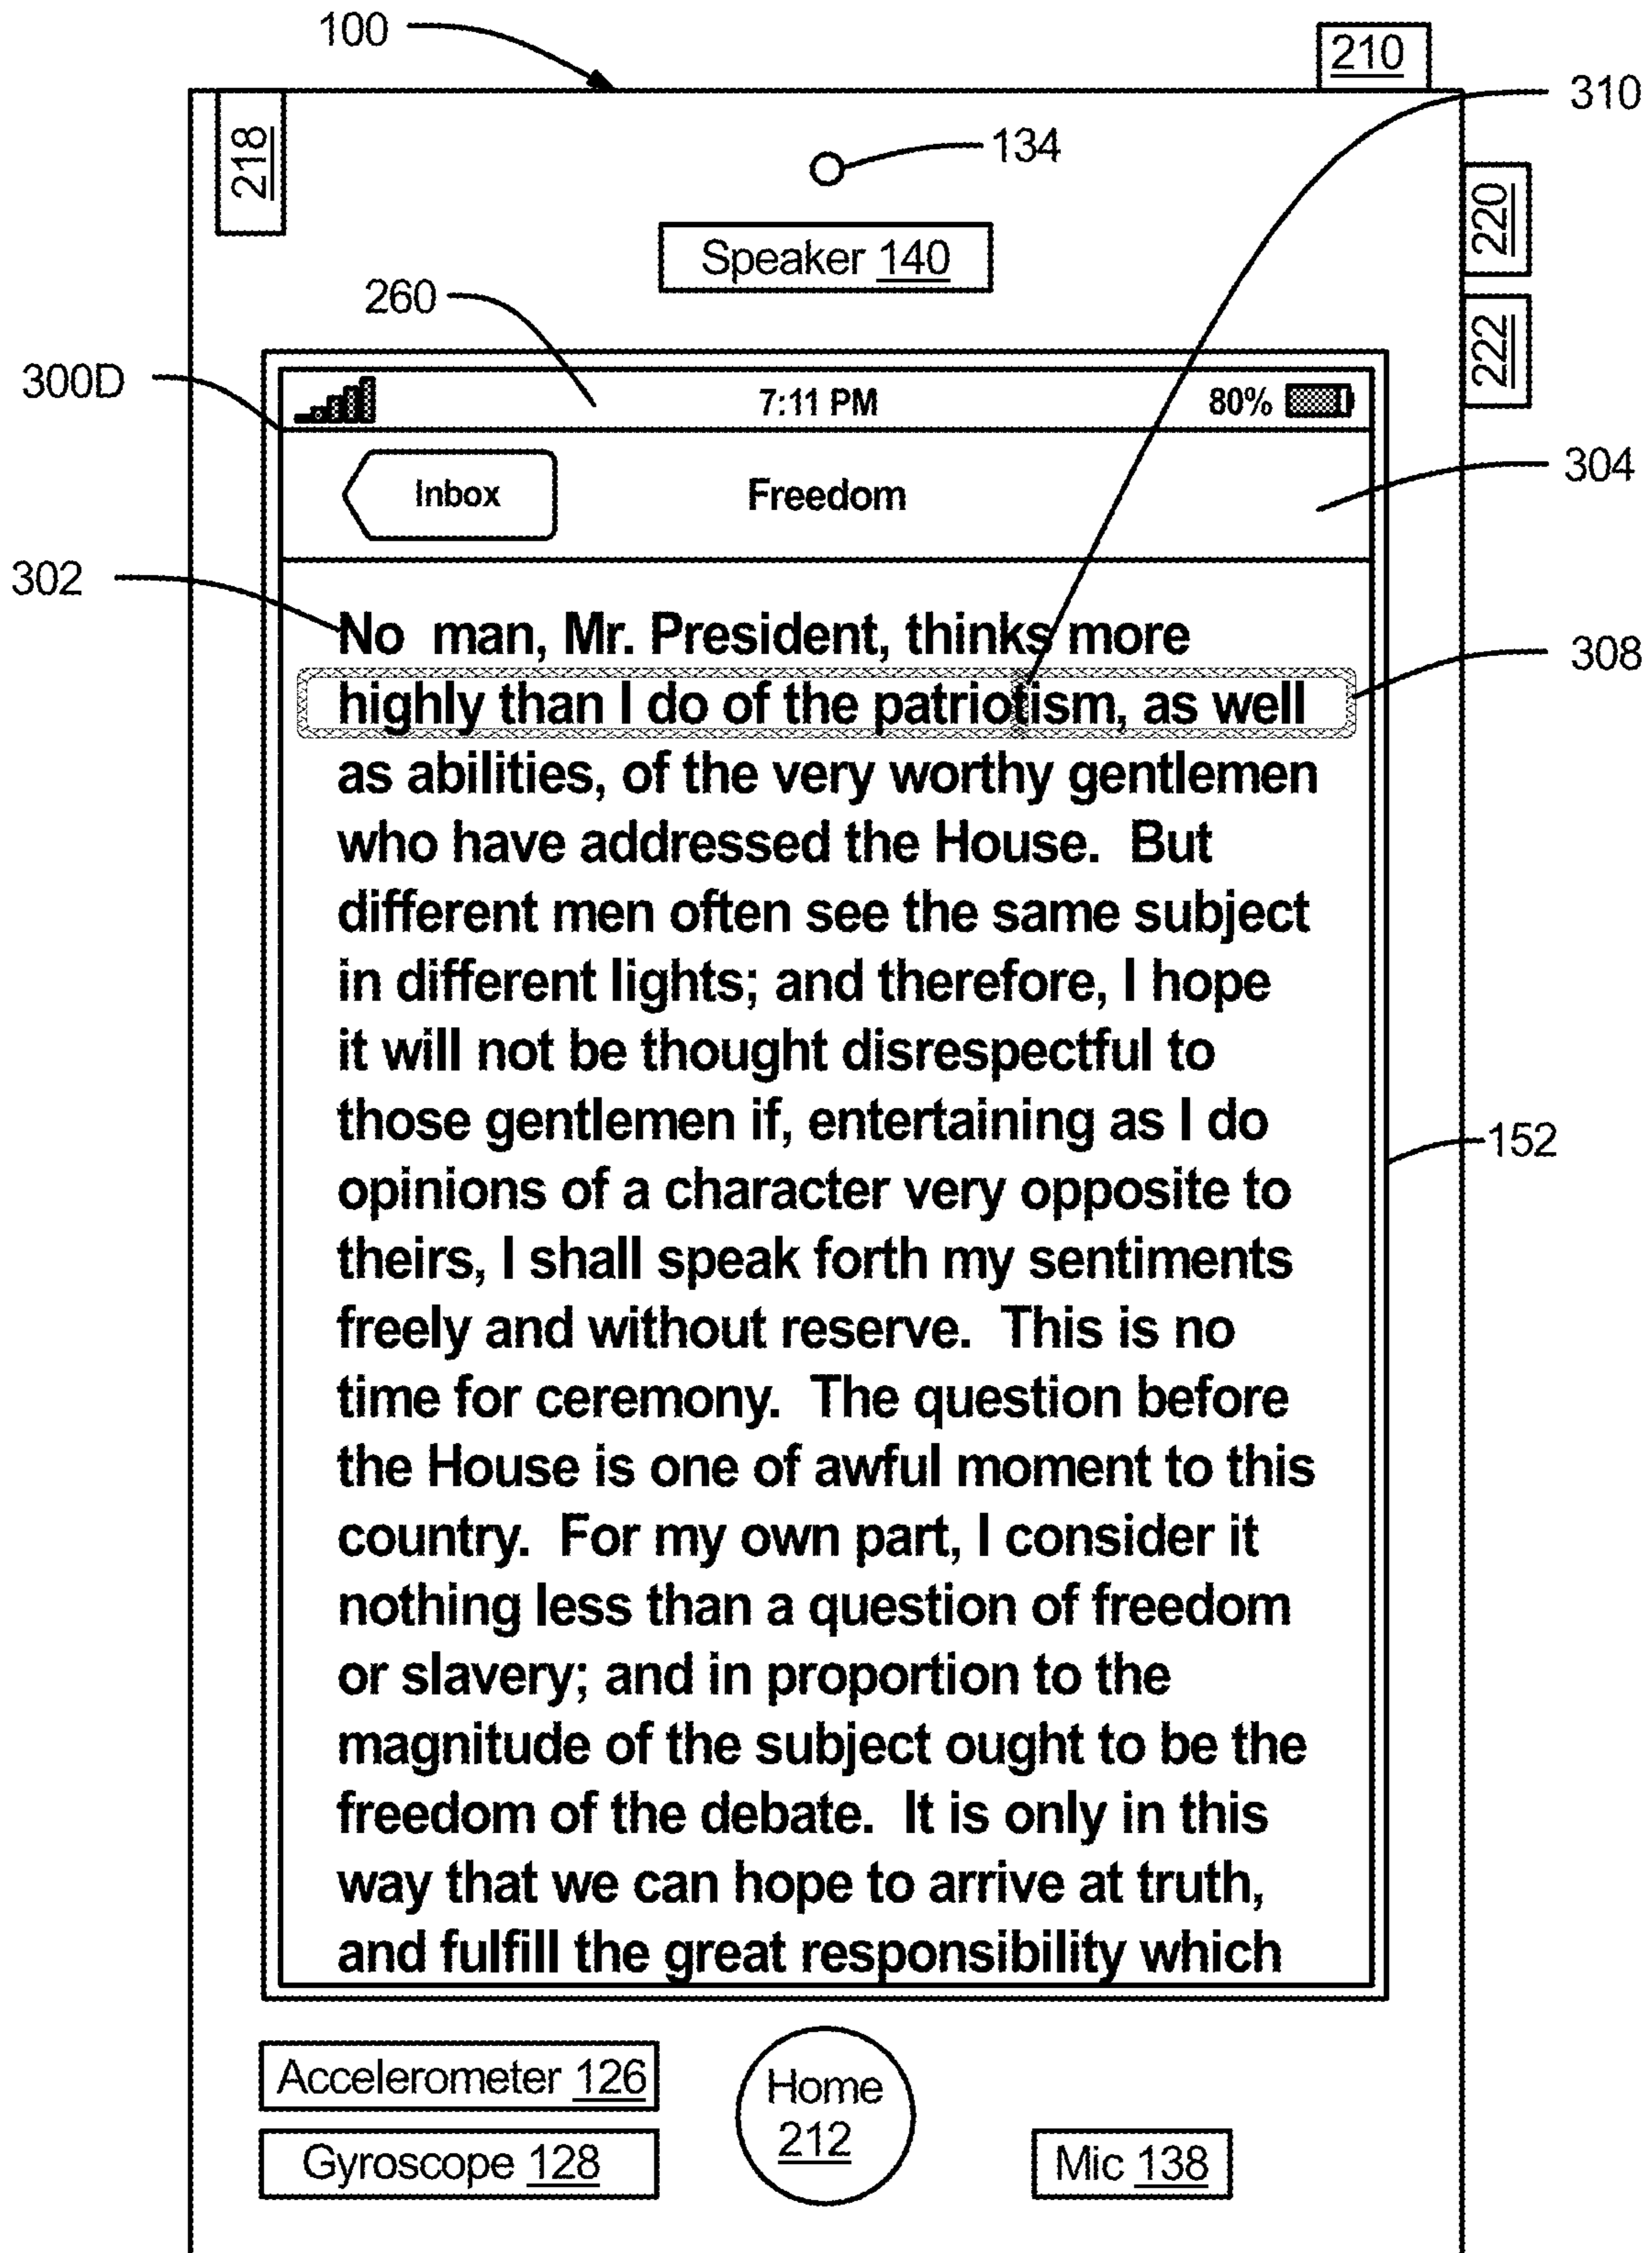 100
210
310
218
134
220
Speaker 140
260
222
300D
7:11 PM
80%
304
Inbox
Freedom
302
No man, Mr. President, thinks more
308
highly than I do of the patriotism, as well
as abilities, of the very worthy gentlemen
who have addressed the House. But
different men often see the same subject
in different lights; and therefore, I hope
it will not be thought disrespectful to
those gentlemen if, entertaining as I do
152
opinions of a character very opposite to
theirs, I shall speak forth my sentiments
freely and without reserve. This is no
time for ceremony. The question before
the House is one of awful moment to this
country. For my own part, I consider it
nothing less than a question of freedom
or slavery; and in proportion to the
magnitude of the subject ought to be the
freedom of the debate. It is only in this
way that we can hope to arrive at truth,
and fulfill the great responsibility which
Accelerometer 126
Home
212
Gyroscope 128
Mic 138